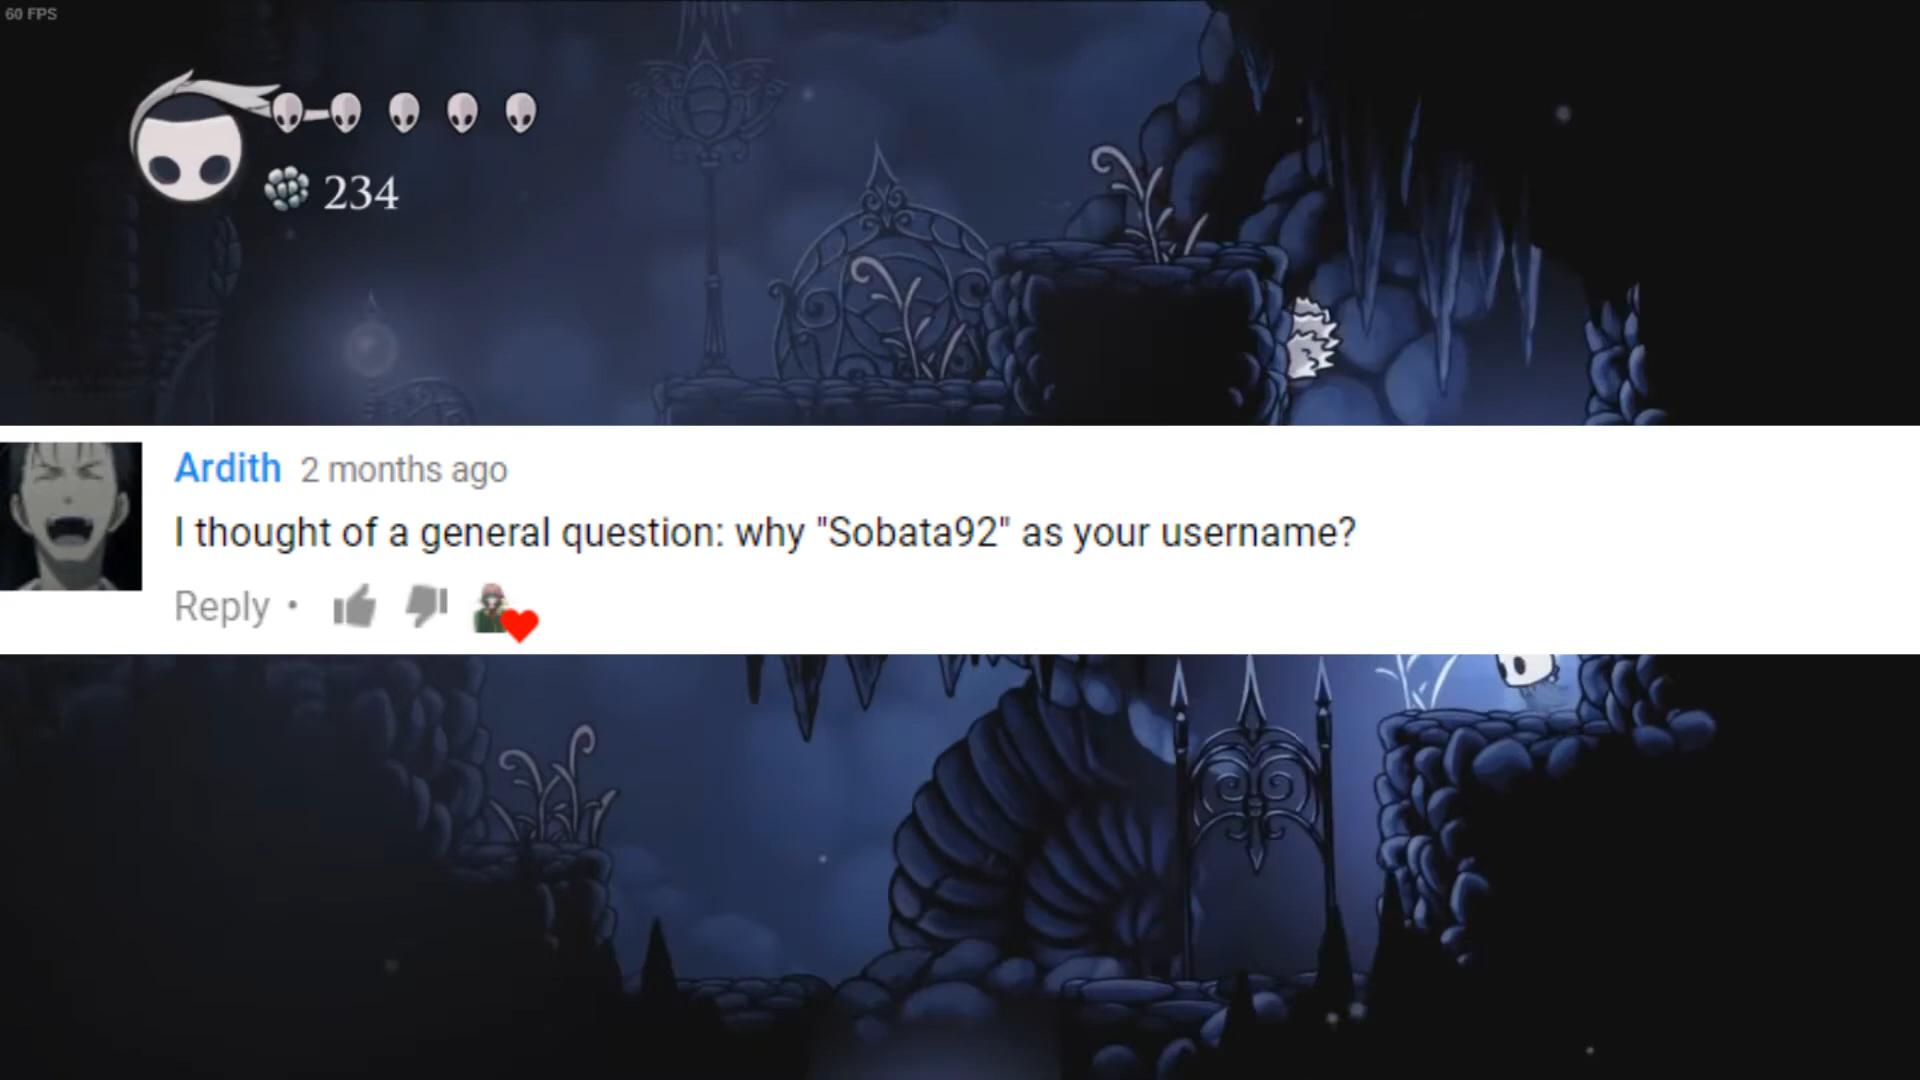 60 FPS
234
Ardith 2 months ago
I thought of a general question: why "Sobata92" as your username?
Reply •